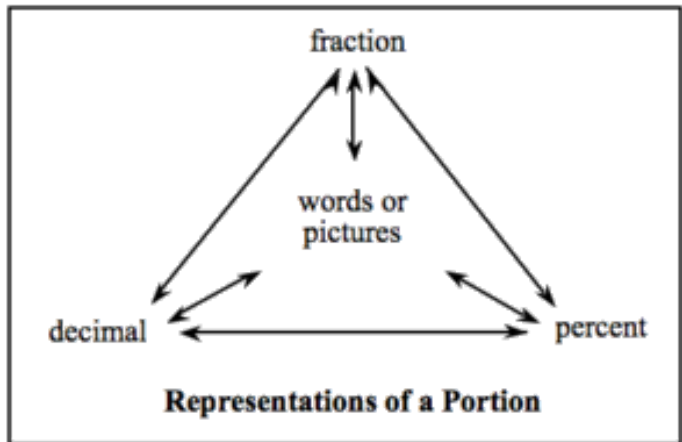 fraction
words or
pictures
decimal
percent
Representations of a Portion